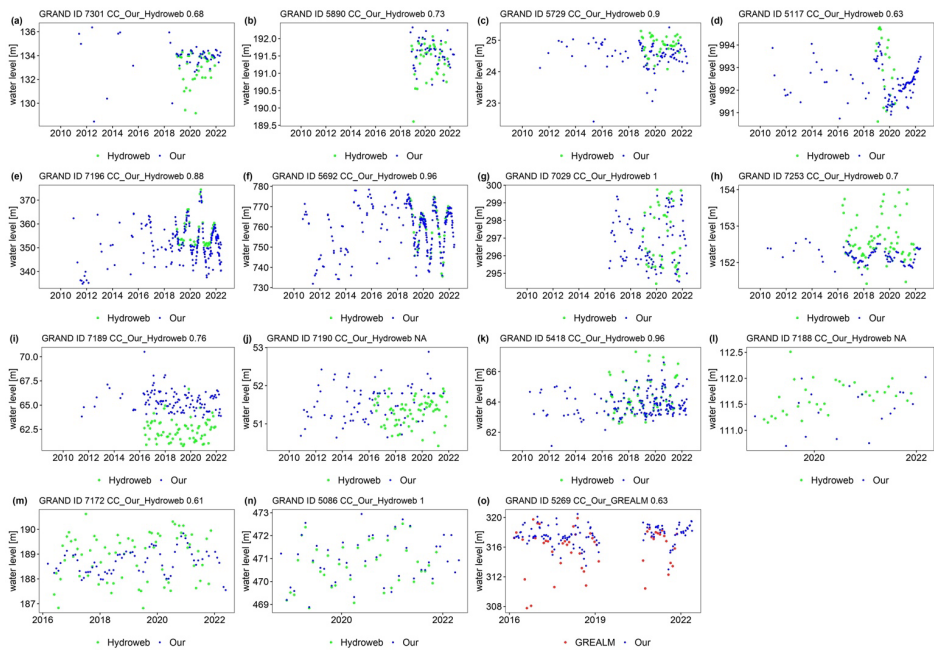 (a) GRAND ID 7301 CC_Our_Hydroweb 0.68
water level [m]
136
134
132
130
2010 2012 2014 2016 2018 2020 2022
Hydroweb Our
(b) GRAND ID 5890 CC_Our_Hydroweb 0.73
water level [m]
192.0
191.5
191.0
190.5
190.0
189.5
2010 2012 2014 2016 2018 2020 2022
Hydroweb Our
(c) GRAND ID 5729 CC_Our_Hydroweb 0.9
water level [m]
25
24
23
2010 2012 2014 2016 2018 2020 2022
Hydroweb Our
(d) GRAND ID 5117 CC_Our_Hydroweb 0.63
water level [m]
994
993
992
991
2010 2012 2014 2016 2018 2020 2022
Hydroweb Our
(e) GRAND ID 7196 CC_Our_Hydroweb 0.88
water level [m]
370
360
350
340
2010 2012 2014 2016 2018 2020 2022
Hydroweb Our
(f) GRAND ID 5692 CC_Our_Hydroweb 0.96
water level [m]
780
770
760
750
740
730
2010 2012 2014 2016 2018 2020 2022
Hydroweb Our
(g) GRAND ID 7029 CC_Our_Hydroweb 1
water level [m]
300
299
298
297
296
295
2010 2012 2014 2016 2018 2020 2022
Hydroweb Our
(h) GRAND ID 7253 CC_Our_Hydroweb 0.7
water level [m]
154
153
152
2010 2012 2014 2016 2018 2020 2022
Hydroweb Our
(i) GRAND ID 7189 CC_Our_Hydroweb 0.76
water level [m]
70.0
67.5
65.0
62.5
2010 2012 2014 2016 2018 2020 2022
Hydroweb Our
(j) GRAND ID 7190 CC_Our_Hydroweb NA
water level [m]
53
52
51
2010 2012 2014 2016 2018 2020 2022
Hydroweb Our
(k) GRAND ID 5418 CC_Our_Hydroweb 0.96
water level [m]
66
64
62
2010 2012 2014 2016 2018 2020 2022
Hydroweb Our
(l) GRAND ID 7188 CC_Our_Hydroweb NA
water level [m]
112.5
112.0
111.5
111.0
2020 2022
Hydroweb Our
(m) GRAND ID 7172 CC_Our_Hydroweb 0.61
water level [m]
190
189
188
187
2016 2018 2020 2022
Hydroweb Our
(n) GRAND ID 5086 CC_Our_Hydroweb 1
water level [m]
473
472
471
470
469
2020 2022
Hydroweb Our
(o) GRAND ID 5269 CC_Our_GREALM 0.63
water level [m]
320
316
312
308
2016 2019 2022
GREALM Our